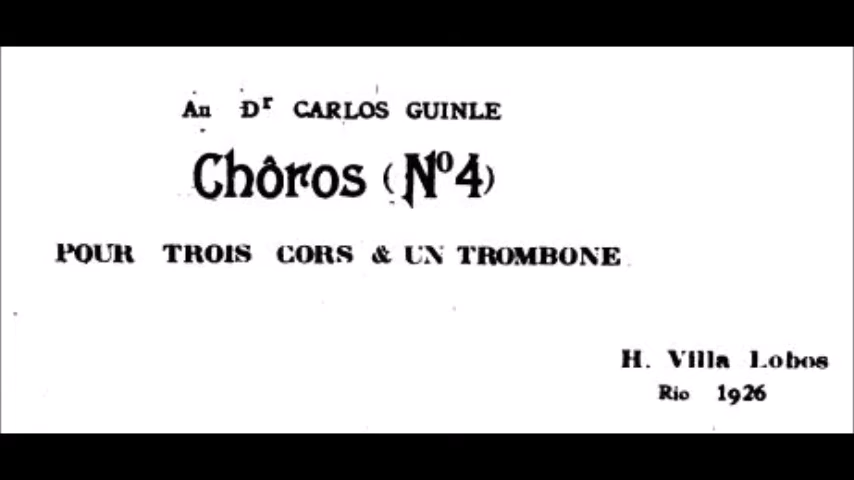 Au Dr CARLOS GUINLE
Chôros (Nº4)
POUR TROIS CORS & UN TROMBONE
H. Villa Lobos
Rio 1926